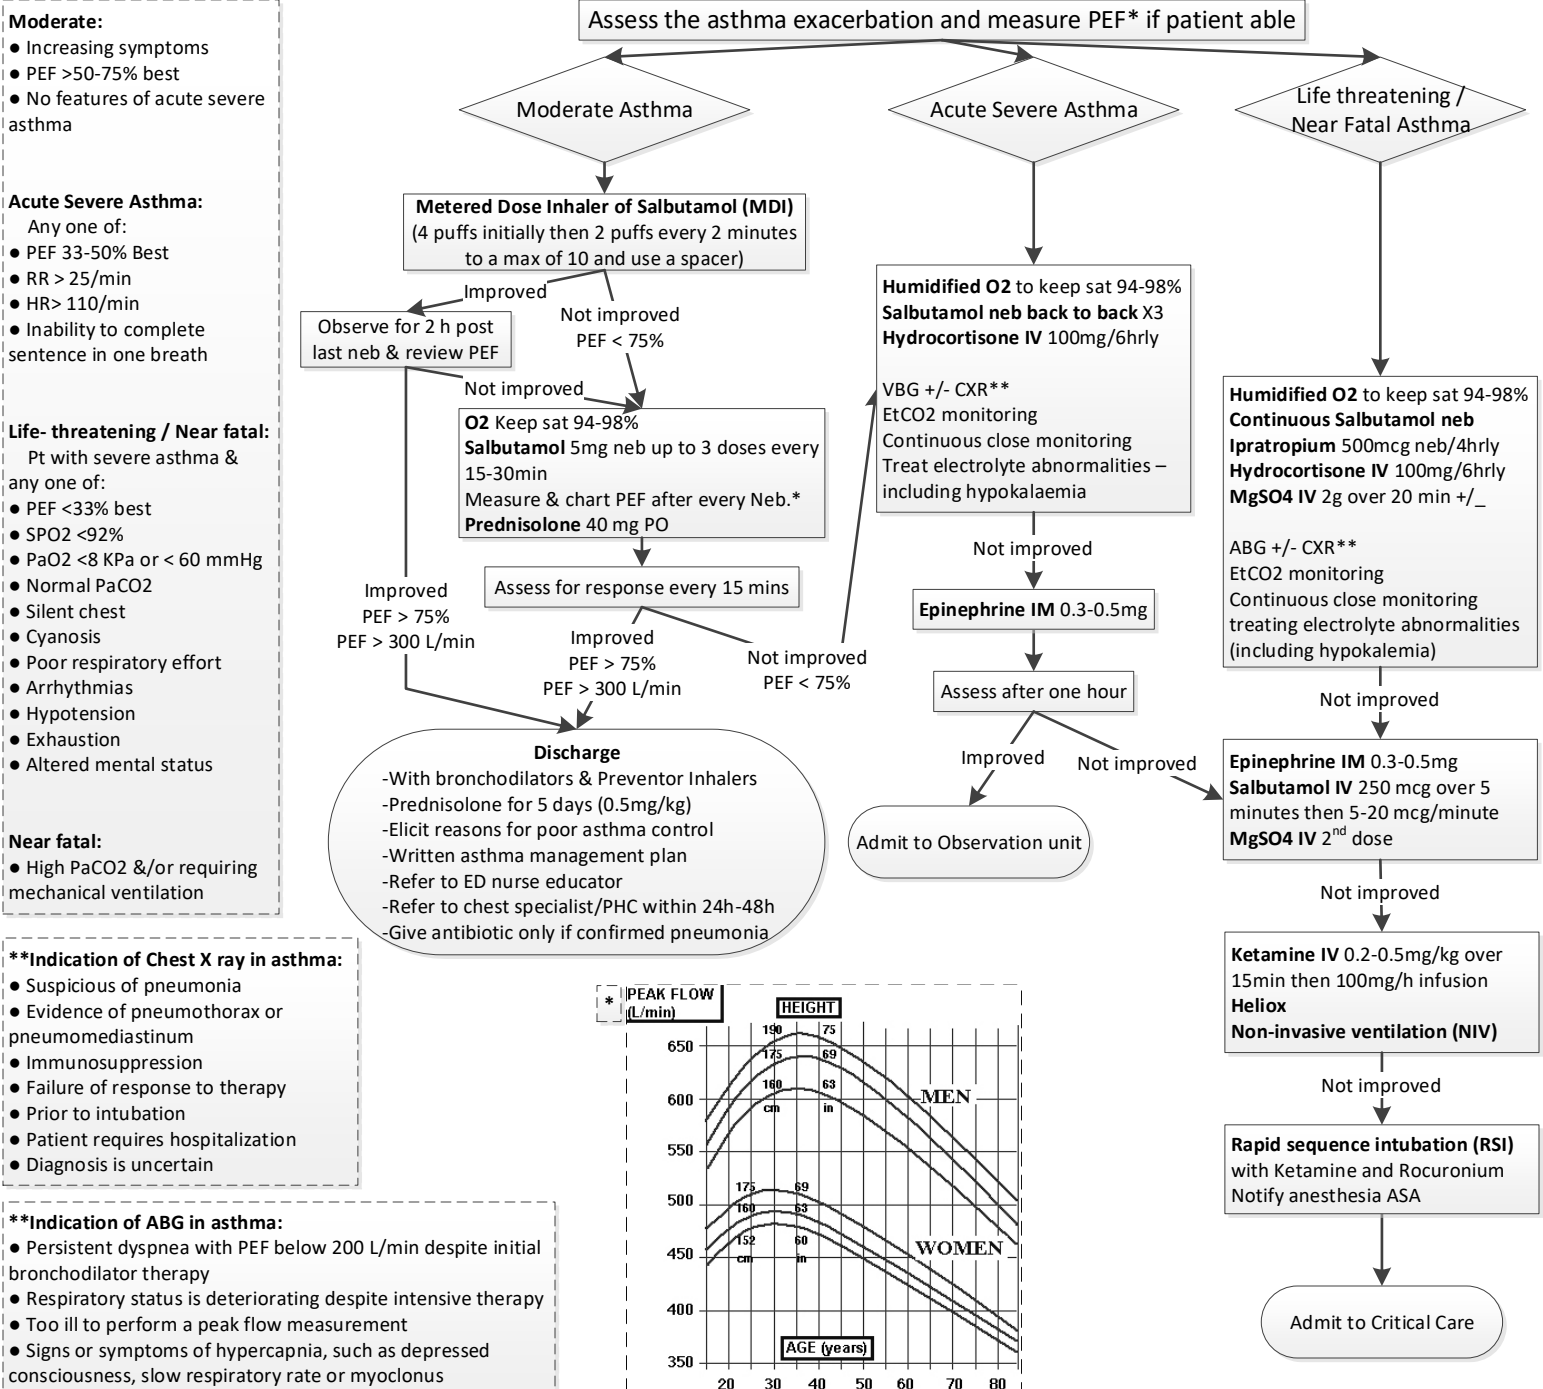 Assess the asthma exacerbation and measure PEF* if patient able
Moderate:
● Increasing symptoms
● PEF >50-75% best
● No features of acute severe
asthma
Acute Severe Asthma:
Any one of:
● PEF 33-50% Best
● RR > 25/min
● HR> 110/min
● Inability to complete
sentence in one breath
Life- threatening / Near fatal:
Pt with severe asthma &
any one of:
● PEF <33% best
● SPO2 <92%
● PaO2 <8 KPa or < 60 mmHg
● Normal PaCO2
● Silent chest
● Cyanosis
● Poor respiratory effort
● Arrhythmias
● Hypotension
● Exhaustion
● Altered mental status
Near fatal:
● High PaCO2 &/or requiring
mechanical ventilation
**Indication of Chest X ray in asthma:
● Suspicious of pneumonia
● Evidence of pneumothorax or
pneumomediastinum
● Immunosuppression
● Failure of response to therapy
● Prior to intubation
● Patient requires hospitalization
● Diagnosis is uncertain
**Indication of ABG in asthma:
● Persistent dyspnea with PEF below 200 L/min despite initial
bronchodilator therapy
● Respiratory status is deteriorating despite intensive therapy
● Too ill to perform a peak flow measurement
● Signs or symptoms of hypercapnia, such as depressed
consciousness, slow respiratory rate or myoclonus
Moderate Asthma
Metered Dose Inhaler of Salbutamol (MDI)
(4 puffs initially then 2 puffs every 2 minutes
to a max of 10 and use a spacer)
Improved
Not improved
PEF < 75%
Observe for 2 h post
last neb & review PEF
Not improved
O2 Keep sat 94-98%
Salbutamol 5mg neb up to 3 doses every
15-30min
Measure & chart PEF after every Neb.*
Prednisolone 40 mg PO
Assess for response every 15 mins
Improved
PEF > 75%
PEF > 300 L/min
Improved
PEF > 75%
PEF > 300 L/min
Not improved
PEF < 75%
Discharge
-With bronchodilators & Preventor Inhalers
-Prednisolone for 5 days (0.5mg/kg)
-Elicit reasons for poor asthma control
-Written asthma management plan
-Refer to ED nurse educator
-Refer to chest specialist/PHC within 24h-48h
-Give antibiotic only if confirmed pneumonia
Acute Severe Asthma
Humidified O2 to keep sat 94-98%
Salbutamol neb back to back X3
Hydrocortisone IV 100mg/6hrly
VBG +/- CXR**
EtCO2 monitoring
Continuous close monitoring
Treat electrolyte abnormalities –
including hypokalaemia
Not improved
Epinephrine IM 0.3-0.5mg
Assess after one hour
Improved
Not improved
Admit to Observation unit
Life threatening /
Near Fatal Asthma
Humidified O2 to keep sat 94-98%
Continuous Salbutamol neb
Ipratropium 500mcg neb/4hrly
Hydrocortisone IV 100mg/6hrly
MgSO4 IV 2g over 20 min +/_
ABG +/- CXR**
EtCO2 monitoring
Continuous close monitoring
treating electrolyte abnormalities
(including hypokalemia)
Not improved
Epinephrine IM 0.3-0.5mg
Salbutamol IV 250 mcg over 5
minutes then 5-20 mcg/minute
MgSO4 IV 2nd dose
Not improved
Ketamine IV 0.2-0.5mg/kg over
15min then 100mg/h infusion
Heliox
Non-invasive ventilation (NIV)
Not improved
Rapid sequence intubation (RSI)
with Ketamine and Rocuronium
Notify anesthesia ASA
Admit to Critical Care
*
PEAK FLOW
(L/min)
HEIGHT
190 75
650
175 69
160 63
600
cm in
MEN
550
500
175 69
160 63
152 60
450
cm in
WOMEN
400
AGE (years)
350
20 30 40 50 60 70 80